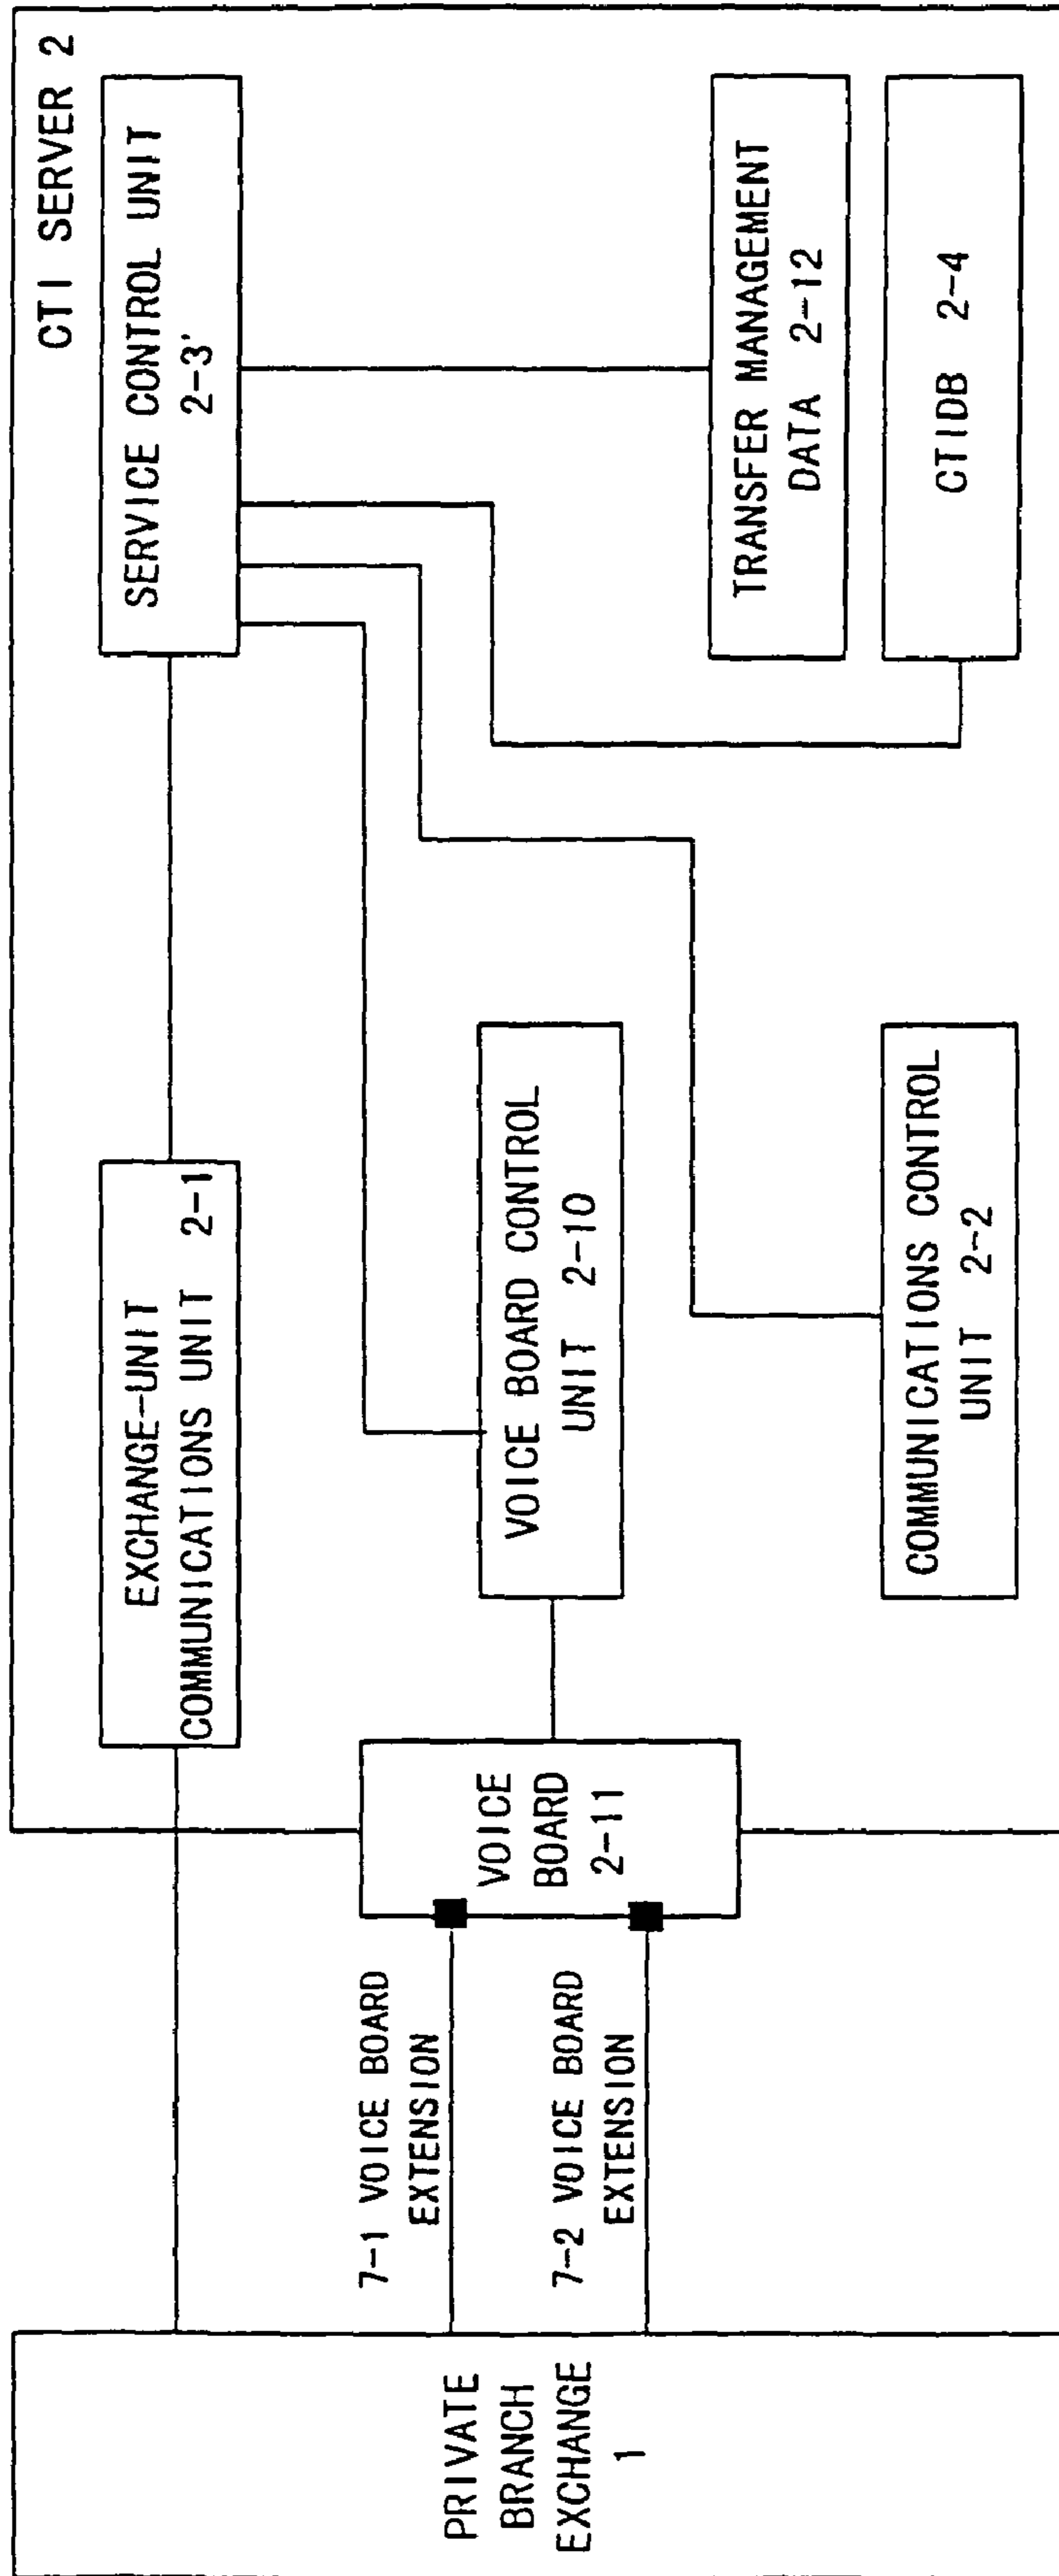 CTI SERVER 2
EXCHANGE-UNIT
COMMUNICATIONS UNIT 2-1
SERVICE CONTROL UNIT
2-3'
PRIVATE
BRANCH
EXCHANGE
1
7-1 VOICE BOARD
EXTENSION
7-2 VOICE BOARD
EXTENSION
VOICE
BOARD
2-11
VOICE BOARD CONTROL
UNIT 2-10
TRANSFER MANAGEMENT
DATA 2-12
COMMUNICATIONS CONTROL
UNIT 2-2
CTIDB 2-4